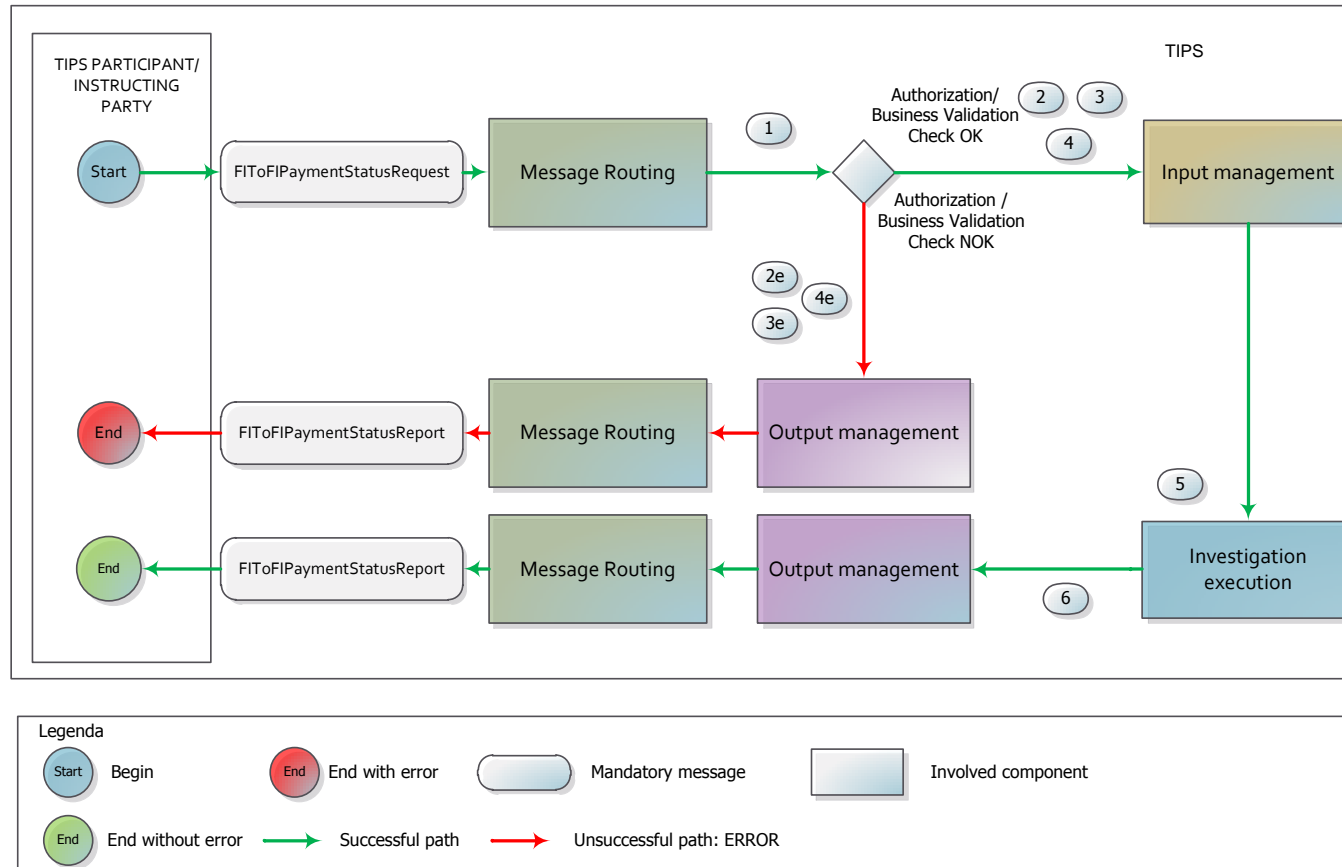 TIPS PARTICIPANT/
INSTRUCTING
PARTY
TIPS
Start
FIToFIPaymentStatusRequest
Message Routing
1
Authorization/
Business Validation
Check OK
2
3
4
Input management
Authorization /
Business Validation
Check NOK
2e
4e
3e
End
FIToFIPaymentStatusReport
Message Routing
Output management
5
End
FIToFIPaymentStatusReport
Message Routing
Output management
6
Investigation
execution
Legenda
Start
Begin
End
End with error
Mandatory message
Involved component
End
End without error
Successful path
Unsuccessful path: ERROR